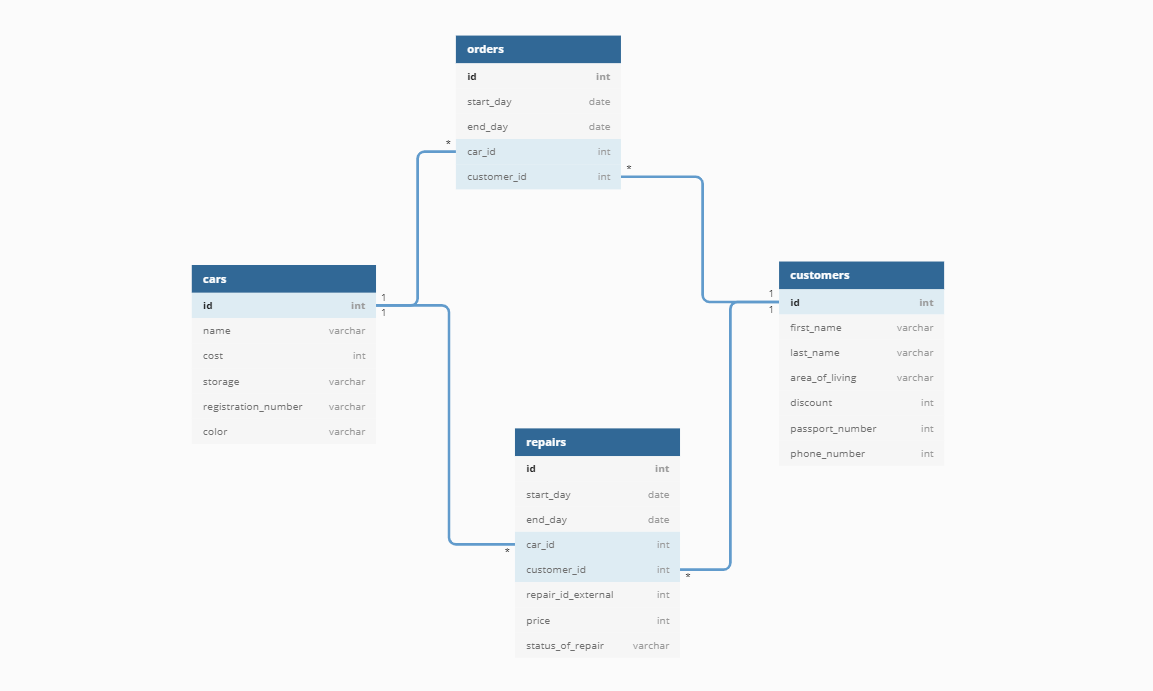 orders
id int
start_day date
end_day date
* car_id int
customer_id int *
cars
id int 1
1
name varchar
cost int
storage varchar
registration_number varchar
color varchar
customers
1 id int
1
first_name varchar
last_name varchar
area_of_living varchar
discount int
passport_number int
phone_number int
repairs
id int
start_day date
end_day date
* car_id int
customer_id int *
repair_id_external int
price int
status_of_repair varchar